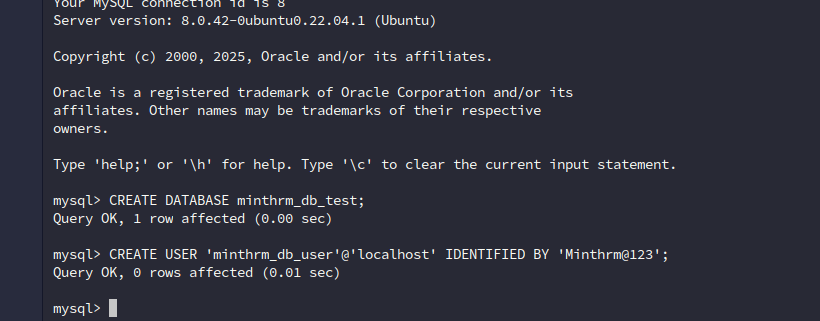 Your MySQL connection id is 8
Server version: 8.0.42-0ubuntu0.22.04.1 (Ubuntu)
Copyright (c) 2000, 2025, Oracle and/or its affiliates.
Oracle is a registered trademark of Oracle Corporation and/or its
affiliates. Other names may be trademarks of their respective
owners.
Type 'help;' or '\h' for help. Type '\c' to clear the current input statement.
mysql> CREATE DATABASE minthrm_db_test;
Query OK, 1 row affected (0.00 sec)
mysql> CREATE USER 'minthrm_db_user'@'localhost' IDENTIFIED BY 'Minthrm@123';
Query OK, 0 rows affected (0.01 sec)
mysql>